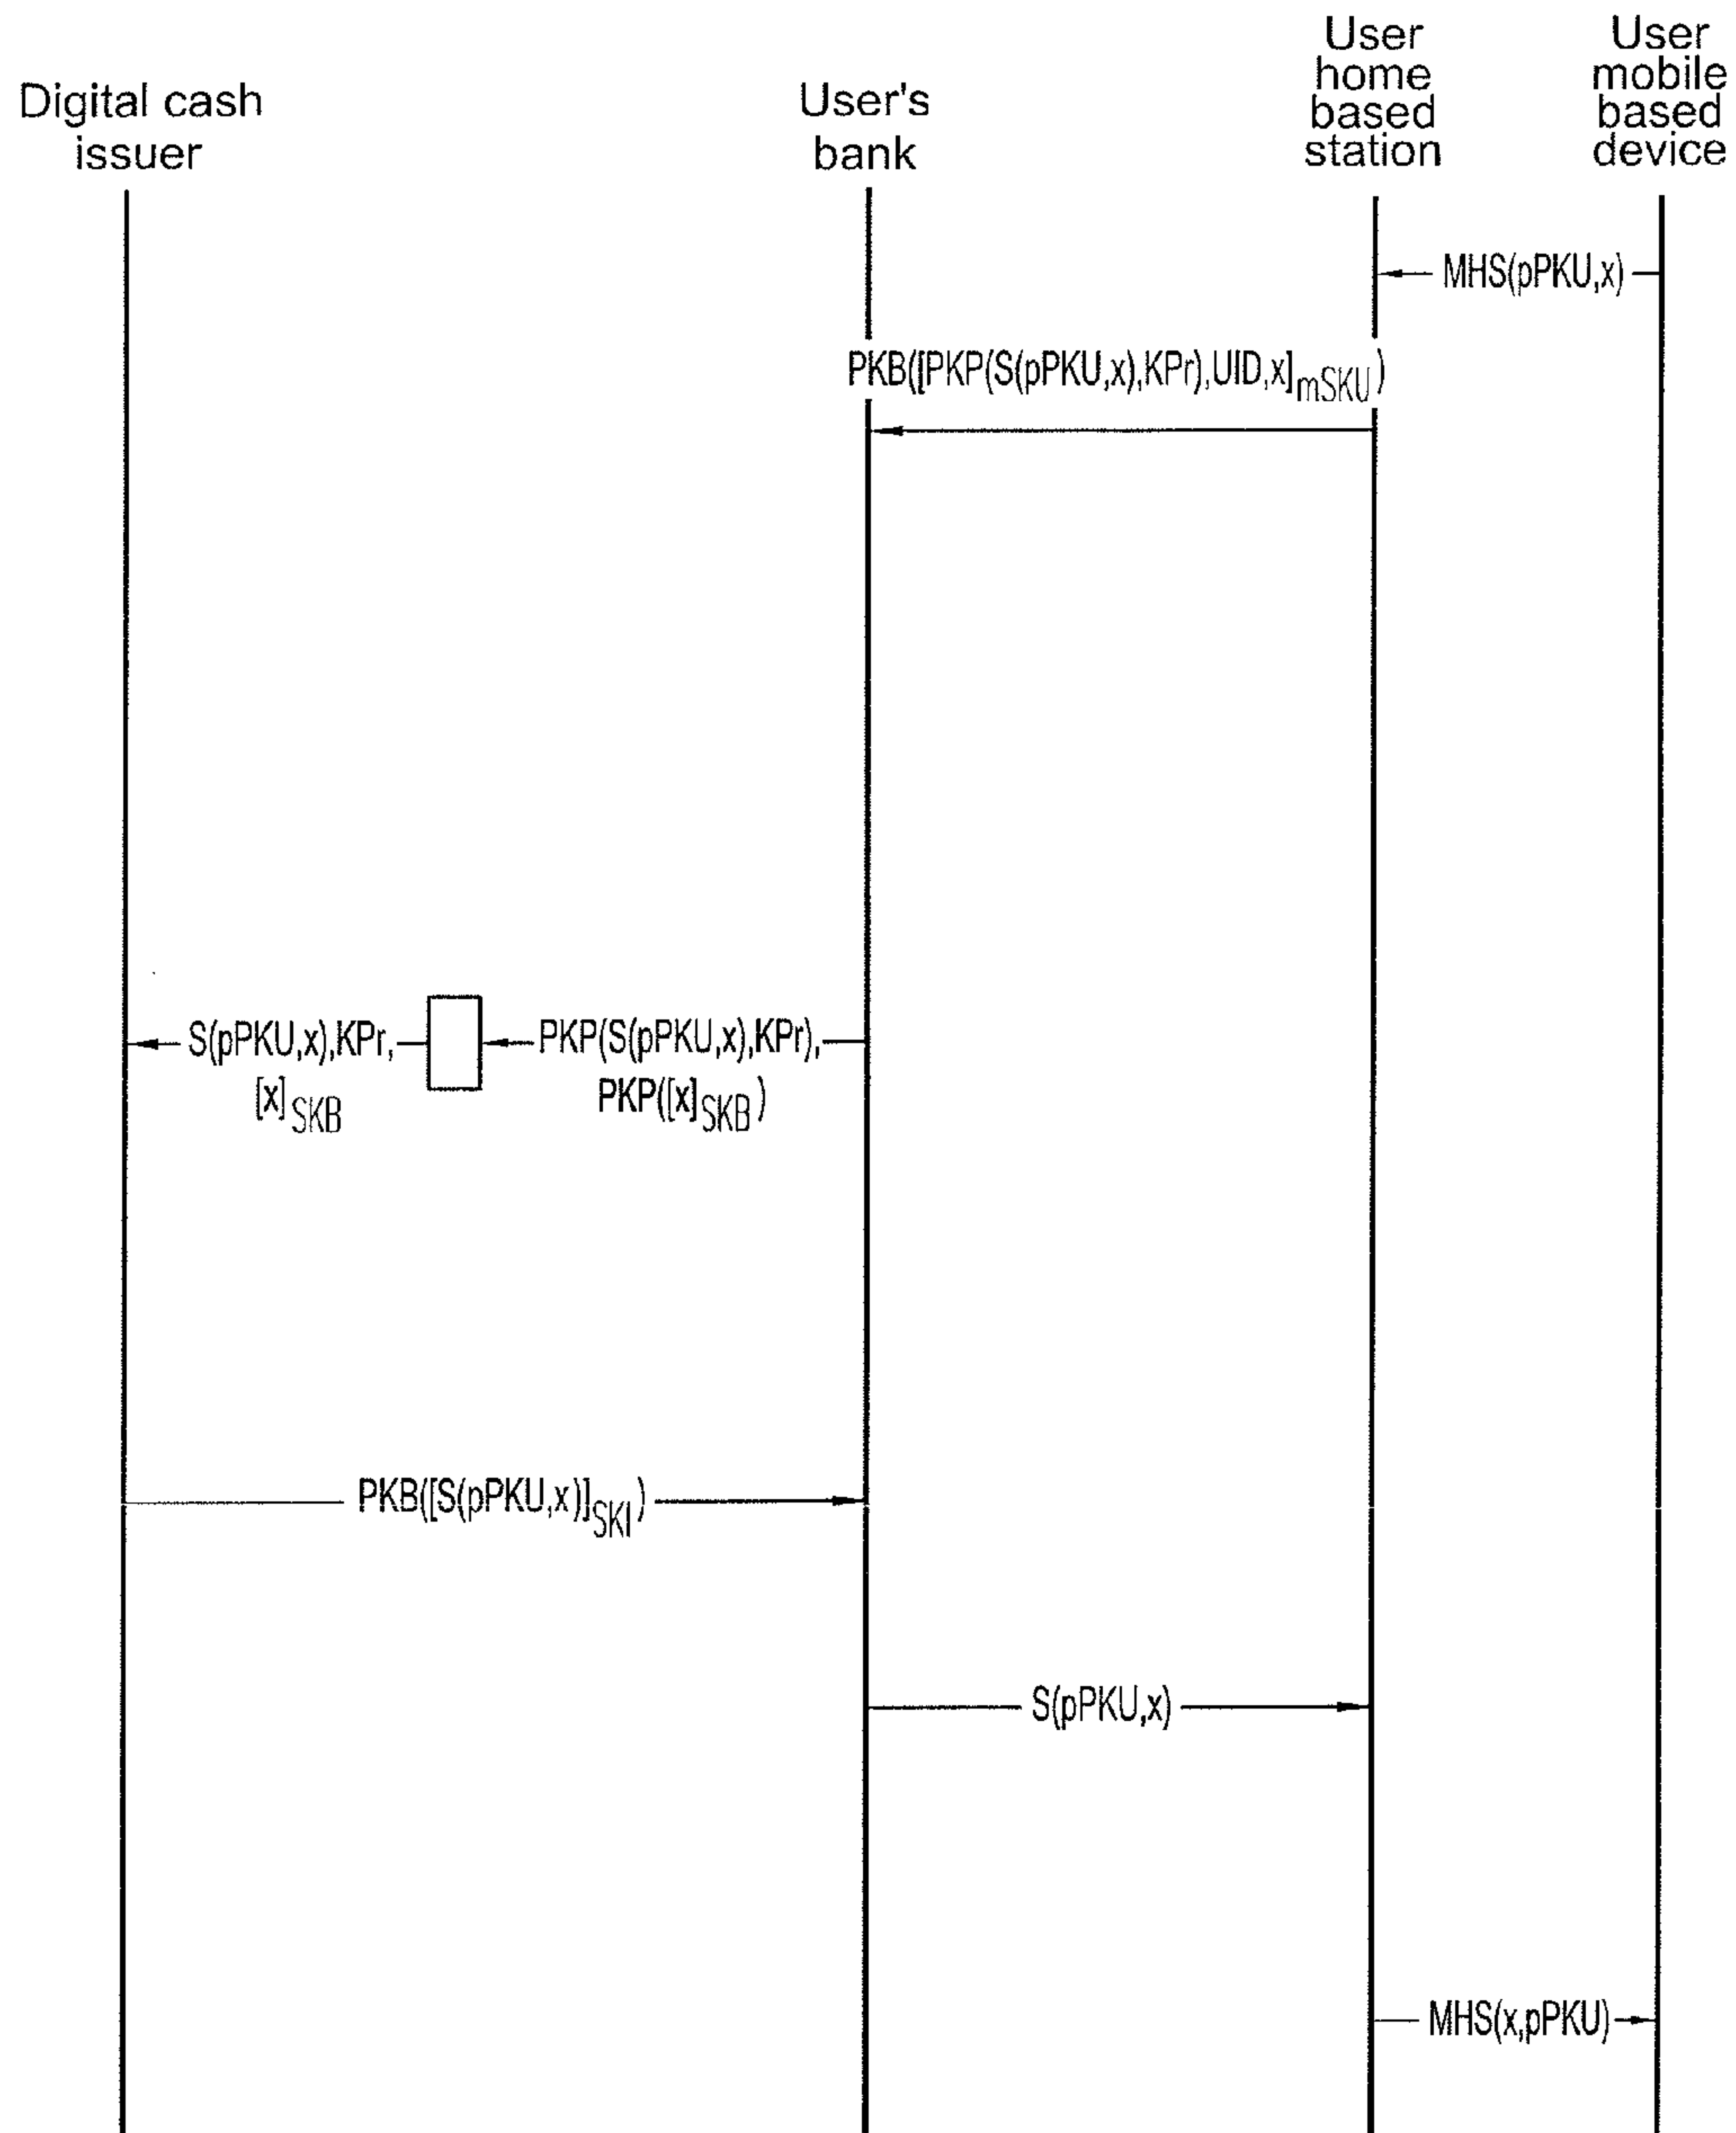 Digital cash
issuer
User's
bank
User
home
based
station
User
mobile
based
device
MHS(pPKU,x)
PKB([PKP(S(pPKU,x),KPr),UID,x]mSKU)
S(pPKU,x),KPr,
[x]SKB
PKP(S(pPKU,x),KPr),
PKP([x]SKB)
PKB([S(pPKU,x)]SKI)
S(pPKU,x)
MHS(x,pPKU)